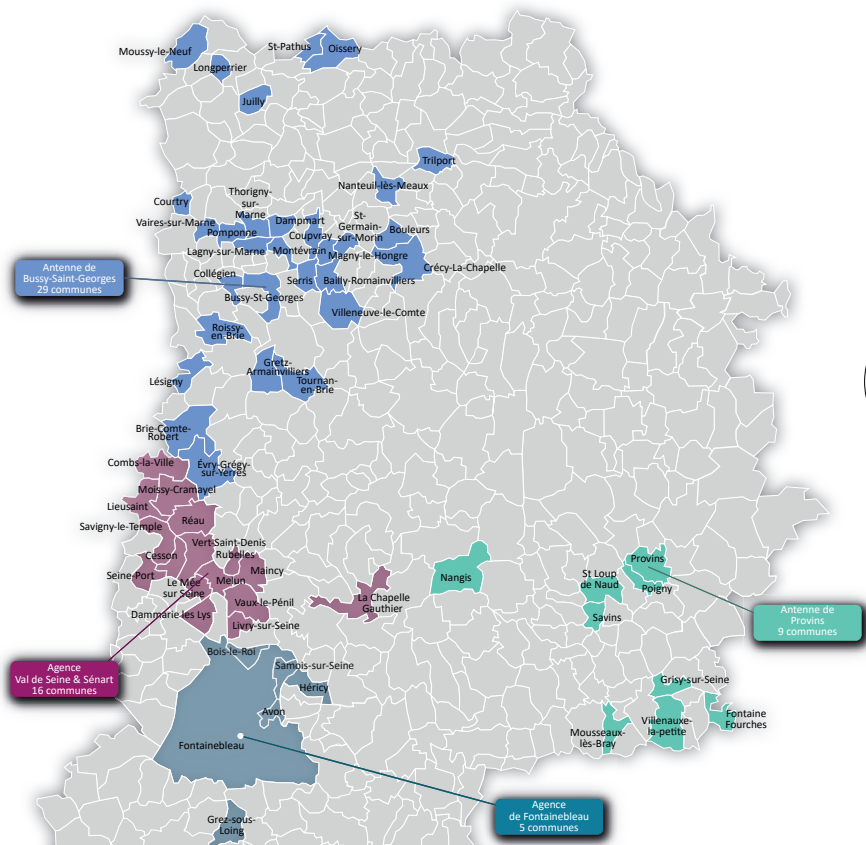 St-Pathus
Oissery
Moussy-le-Neuf
Longperrier
Juilly
Trilport
Nanteuil-lès-Meaux
Courtry
Thorigny-
sur-
Marne
Vaires-sur-Marne
Pomponne
Dampmart
Coupvray
St-
Germain-
sur-Morin
Bouleurs
Lagny-sur-Marne
Montévrain
Magny-le-Hongre
Crécy-La-Chapelle
Collégien
Serris
Bailly-Romainvilliers
Bussy-St-Georges
Villeneuve-le-Comte
Antenne de
Bussy-Saint-Georges
29 communes
Roissy-
en-Brie
Gretz-
Armainvilliers
Lésigny
Tournan-
en-Brie
Brie-Comte-
Robert
Combs-la-Ville
Évry-Grégy-
sur-Yerres
Moissy-Cramayel
Lieusaint
Réau
Savigny-le-Temple
Vert-Saint-Denis
Cesson
Rubelles
Seine-Port
Maincy
Le Mée
sur Seine
Melun
Vaux-le-Pénil
Dammarie-les Lys
Livry-sur-Seine
La Chapelle
Gauthier
Nangis
Provins
St Loup
de Naud
Poigny
Savins
Antenne de
Provins
9 communes
Agence
Val de Seine & Sénart
16 communes
Bois-le-Roi
Samois-sur-Seine
Héricy
Avon
Fontainebleau
Grisy-sur-Seine
Mousseaux-
lès-Bray
Villenauxe-
la-petite
Fontaine
Fourches
Grez-sous-
Loing
Agence
de Fontainebleau
5 communes